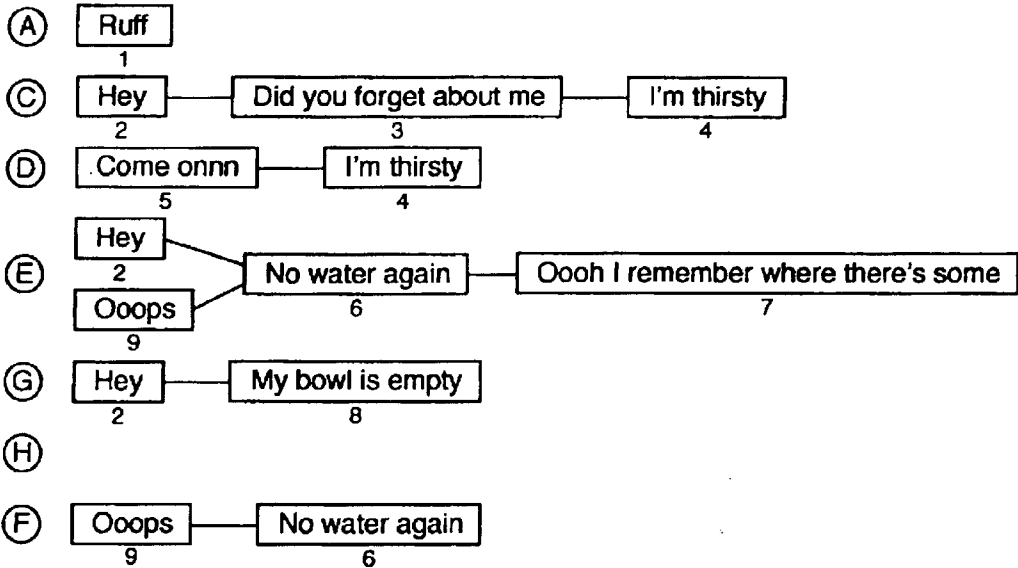 A Ruff
1
C Hey Did you forget about me I'm thirsty
2 3 4
D Come onnn I'm thirsty
5 4
Hey
2
E No water again Oooh I remember where there's some
6 7
Ooops
9
G Hey My bowl is empty
2 8
H
F Ooops No water again
9 6